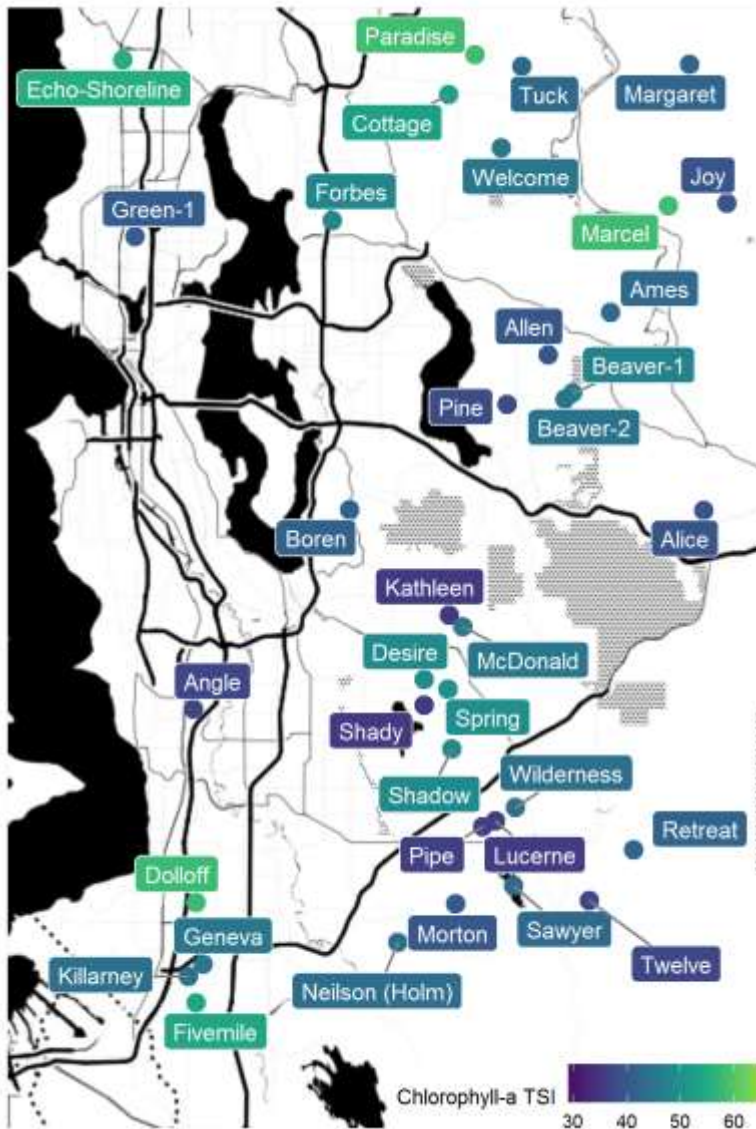 Paradise
Echo-Shoreline
Tuck
Margaret
Cottage
Welcome
Joy
Forbes
Green-1
Marcel
Ames
Allen
Beaver-1
Pine
Beaver-2
Boren
Alice
Kathleen
McDonald
Desire
Angle
Spring
Shady
Wilderness
Shadow
Retreat
Pipe
Lucerne
Dolloff
Geneva
Morton
Sawyer
Twelve
Killarney
Neilson (Holm)
Fivemile
Chlorophyll-a TSI
30 40 50 60